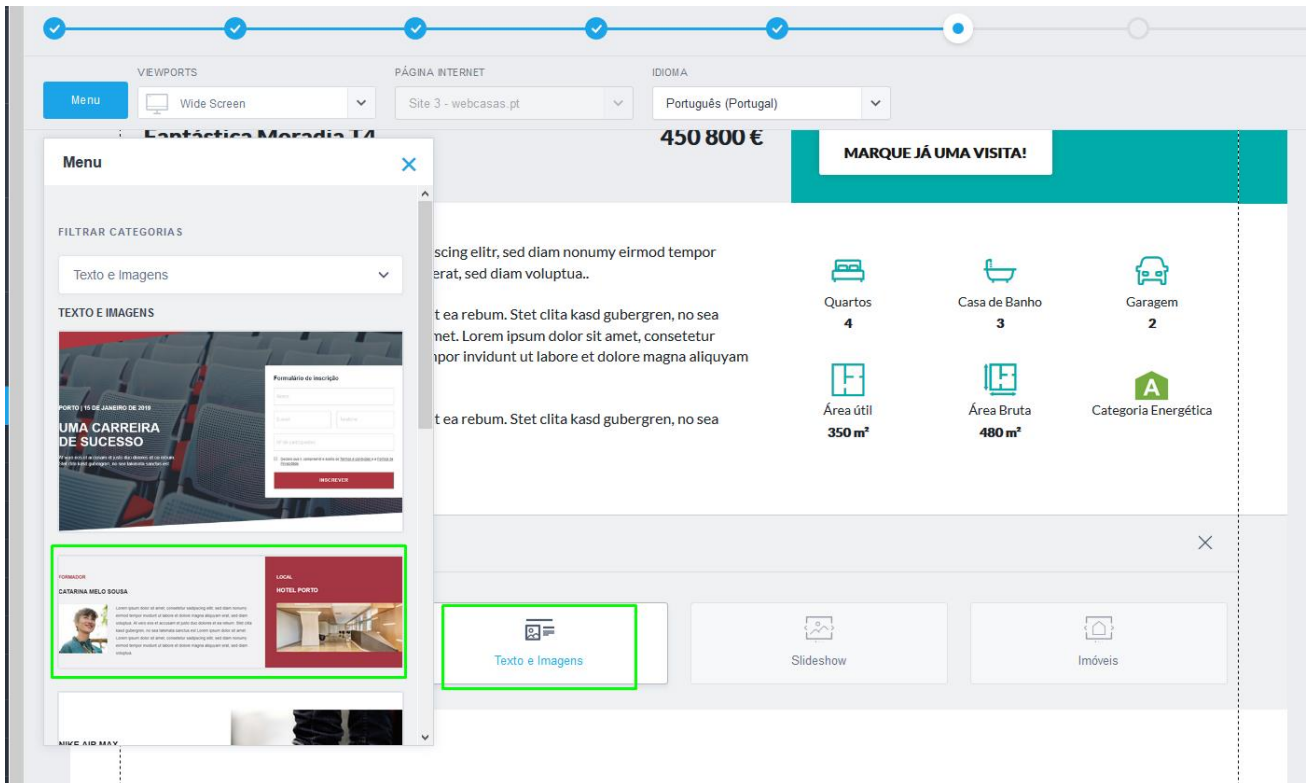 VIEWPORTS
PÁGINA INTERNET
IDIOMA
Menu
Wide Screen
Site 3 - webcasas.pt
Português (Portugal)
Fantástica Moradia T4
450 800 €
MARQUE JÁ UMA VISITA!
Menu
FILTRAR CATEGORIAS
Texto e Imagens
TEXTO E IMAGENS
Formulário de inscrição
PORTO | 15 DE JANEIRO DE 2019
UMA CARREIRA
DE SUCESSO
INSCREVER
FORMADOR
CATARINA MELO SOUSA
LOCAL
HOTEL PORTO
NIKE AIR MAX
scing elitr, sed diam nonumy eirmod tempor
erat, sed diam voluptua..
t ea rebum. Stet clita kasd gubergren, no sea
met. Lorem ipsum dolor sit amet, consetetur
por invidunt ut labore et dolore magna aliquyam
t ea rebum. Stet clita kasd gubergren, no sea
Quartos
4
Casa de Banho
3
Garagem
2
Área útil
350 m²
Área Bruta
480 m²
A
Categoria Energética
Texto e Imagens
Slideshow
Imóveis